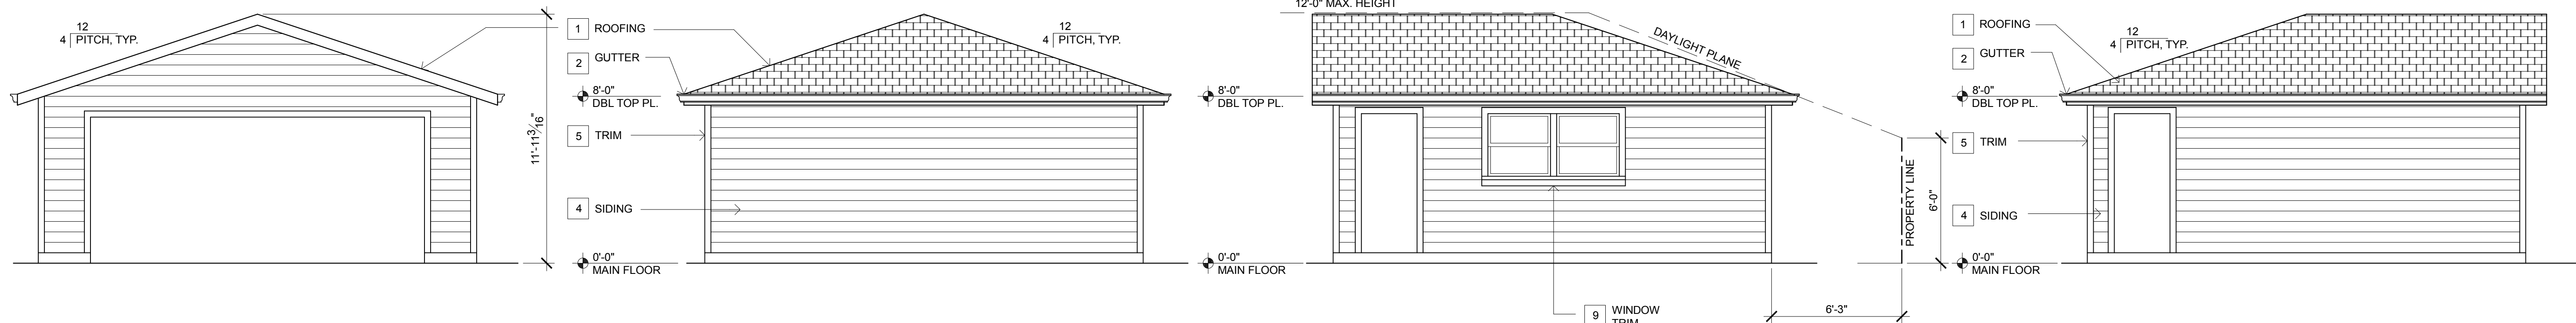 12
4 PITCH, TYP.
11'-11 13/16"
1 ROOFING
2 GUTTER
8'-0"
DBL TOP PL.
5 TRIM
4 SIDING
0'-0"
MAIN FLOOR
12
4 PITCH, TYP.
12'-0" MAX. HEIGHT
8'-0"
DBL TOP PL.
0'-0"
MAIN FLOOR
DAYLIGHT PLANE
PROPERTY LINE
6'-0"
6'-3"
9 WINDOW
TRIM
1 ROOFING
2 GUTTER
12
4 PITCH, TYP.
8'-0"
DBL TOP PL.
5 TRIM
4 SIDING
0'-0"
MAIN FLOOR